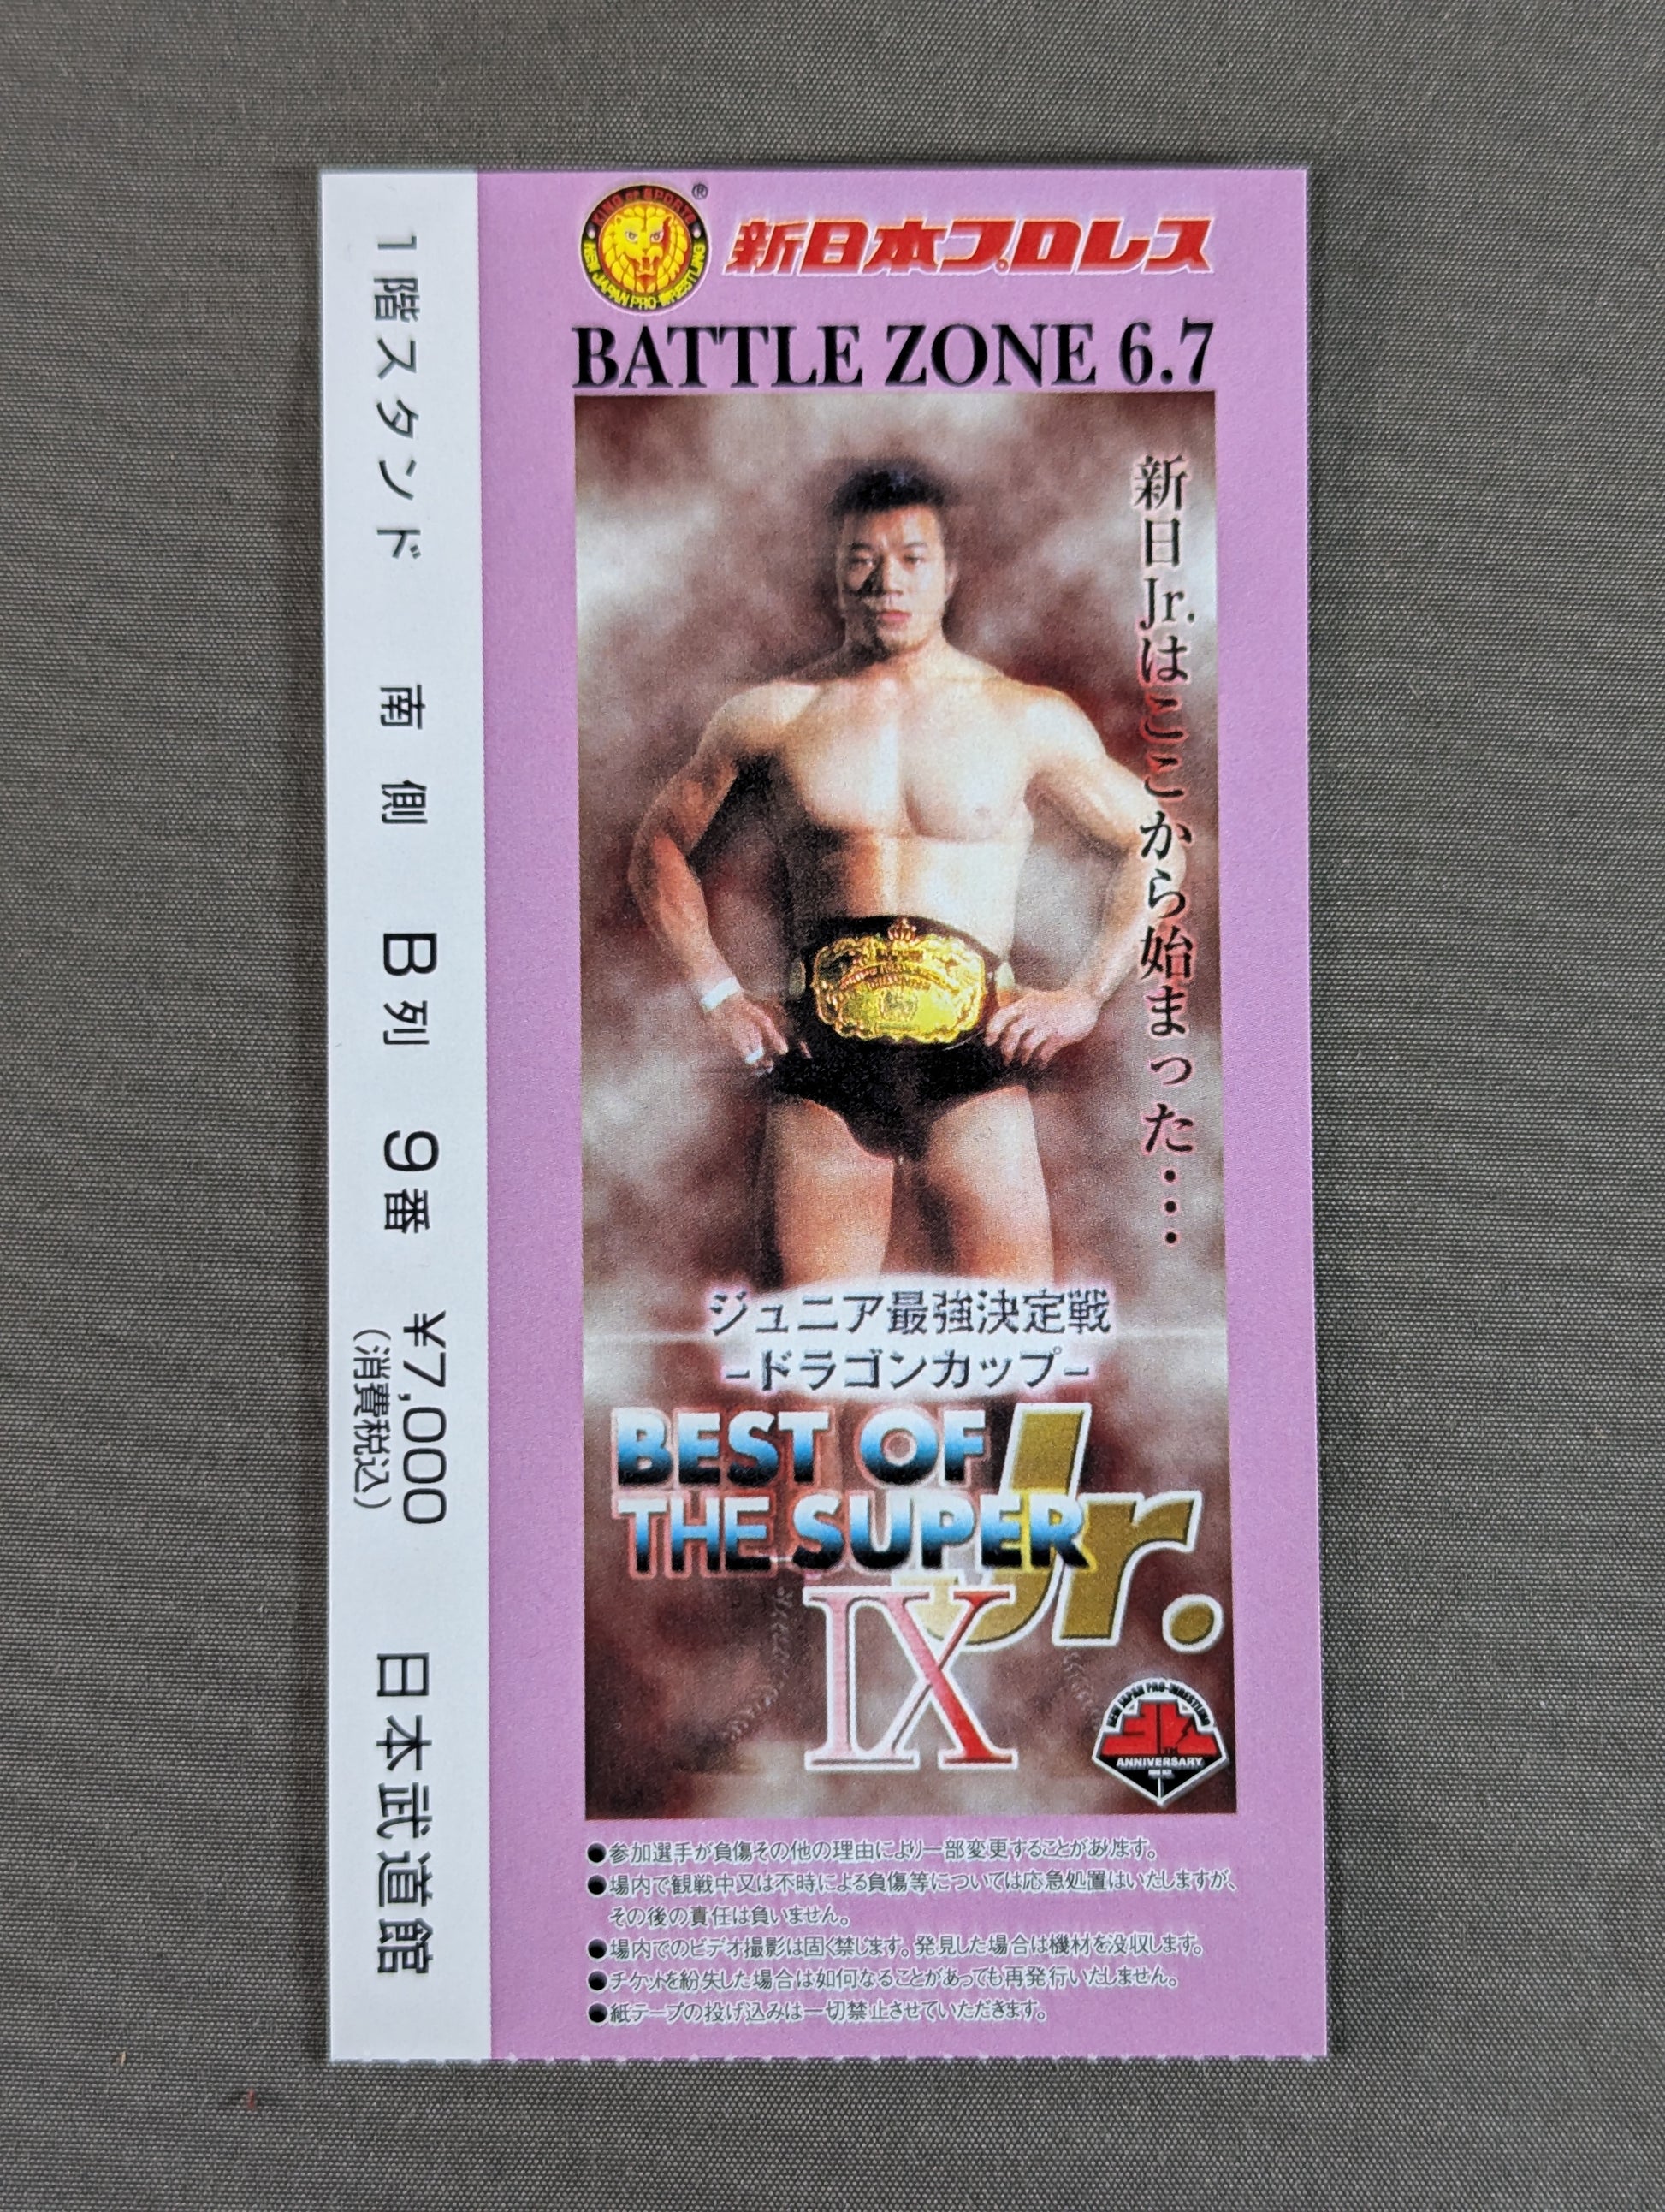 1階スタンド 南側 B列 9番 ¥7,000 日本武道館
(消費税込)
KING OF SPORTS
NEW JAPAN PRO-WRESTLING
®
新日本プロレス
BATTLE ZONE 6.7
新日Jr.はここから始まった…
ジュニア最強決定戦
-ドラゴンカップ-
BEST OF
THE SUPER Jr.
IX
NEW JAPAN PRO-WRESTLING
30TH
ANNIVERSARY
●参加選手が負傷その他の理由により一部変更することがあります。
●場内で観戦中又は不時による負傷等については応急処置はいたしますが、
その後の責任は負いません。
●場内でのビデオ撮影は固く禁じます。発見した場合は機材を没収します。
●チケットを紛失した場合は如何なることがあっても再発行いたしません。
●紙テープの投げ込みは一切禁止させていただきます。